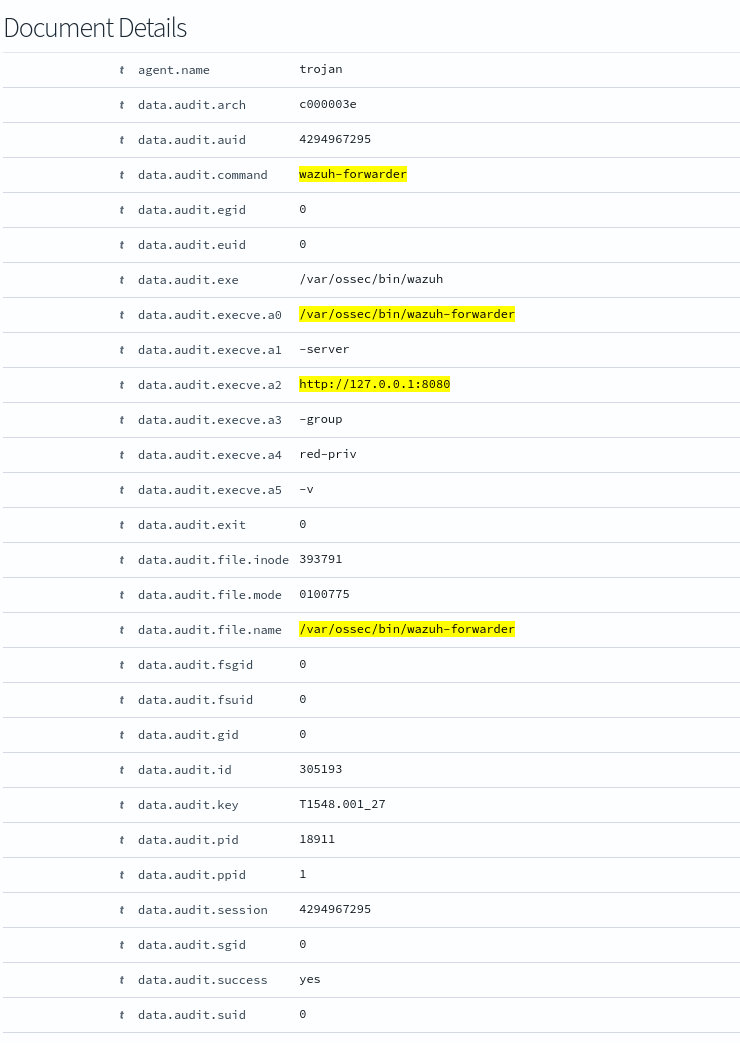 Document Details
t agent.name trojan
t data.audit.arch c000003e
t data.audit.auid 4294967295
t data.audit.command wazuh-forwarder
t data.audit.egid 0
t data.audit.euid 0
t data.audit.exe /var/ossec/bin/wazuh
t data.audit.execve.a0 /var/ossec/bin/wazuh-forwarder
t data.audit.execve.a1 -server
t data.audit.execve.a2 http://127.0.0.1:8080
t data.audit.execve.a3 -group
t data.audit.execve.a4 red-priv
t data.audit.execve.a5 -v
t data.audit.exit 0
t data.audit.file.inode 393791
t data.audit.file.mode 0100775
t data.audit.file.name /var/ossec/bin/wazuh-forwarder
t data.audit.fsgid 0
t data.audit.fsuid 0
t data.audit.gid 0
t data.audit.id 305193
t data.audit.key T1548.001_27
t data.audit.pid 18911
t data.audit.ppid 1
t data.audit.session 4294967295
t data.audit.sgid 0
t data.audit.success yes
t data.audit.suid 0